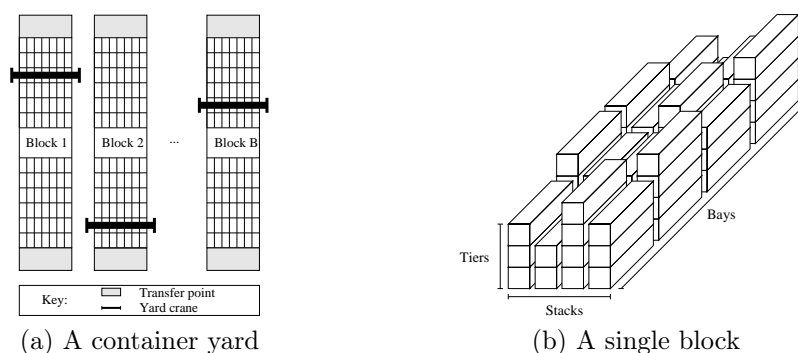 Block 1
Block 2
...
Block B
Key:
Transfer point
Yard crane
(a) A container yard
Tiers
Bays
Stacks
(b) A single block